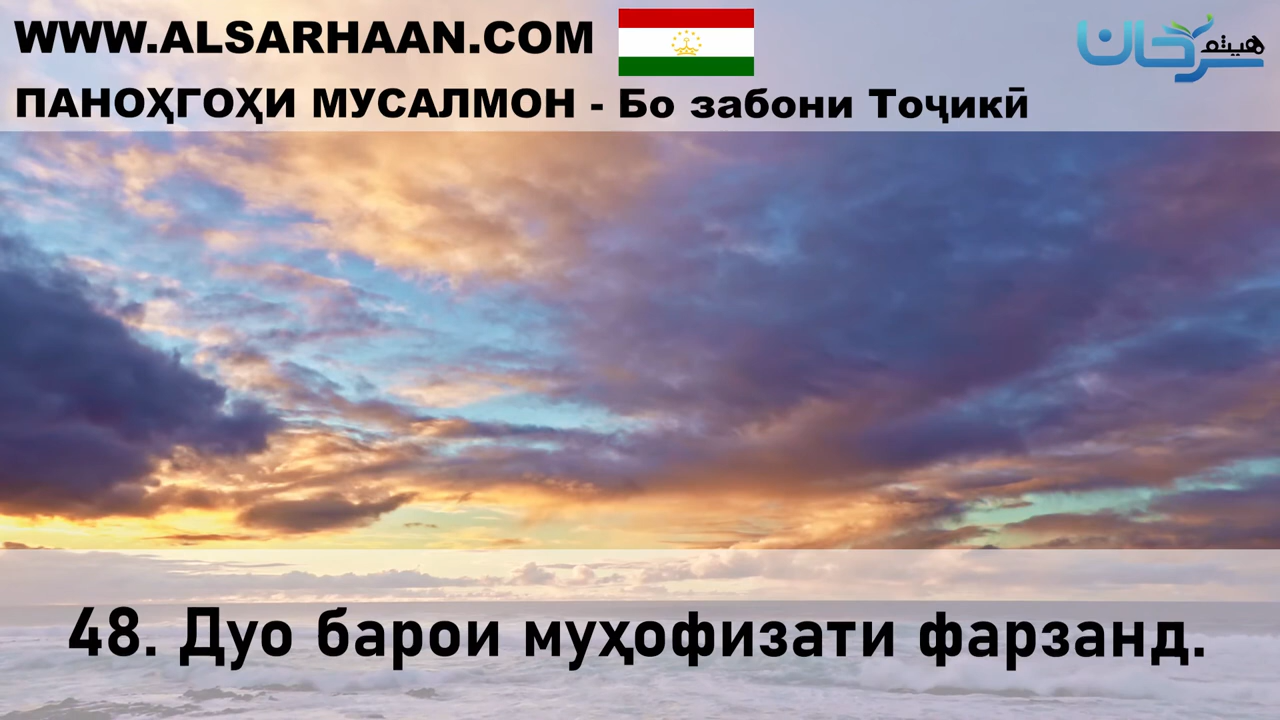 WWW.ALSARHAAN.COM
هيثم
سرحان
ПАНОҲГОҲИ МУСАЛМОН - Бо забони Тоҷикӣ
48. Дуо барои муҳофизати фарзанд.